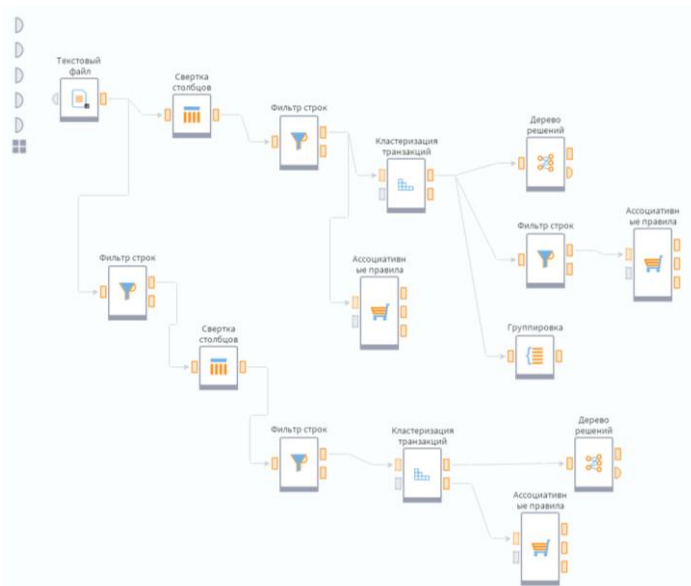 Текстовый
файл
Свертка
столбцов
Фильтр строк
Кластеризация
транзакций
Дерево
решений
Фильтр строк
Ассоциативн
ые правила
Фильтр строк
Ассоциативн
ые правила
Свертка
столбцов
Группировка
Фильтр строк
Кластеризация
транзакций
Дерево
решений
Ассоциативн
ые правила